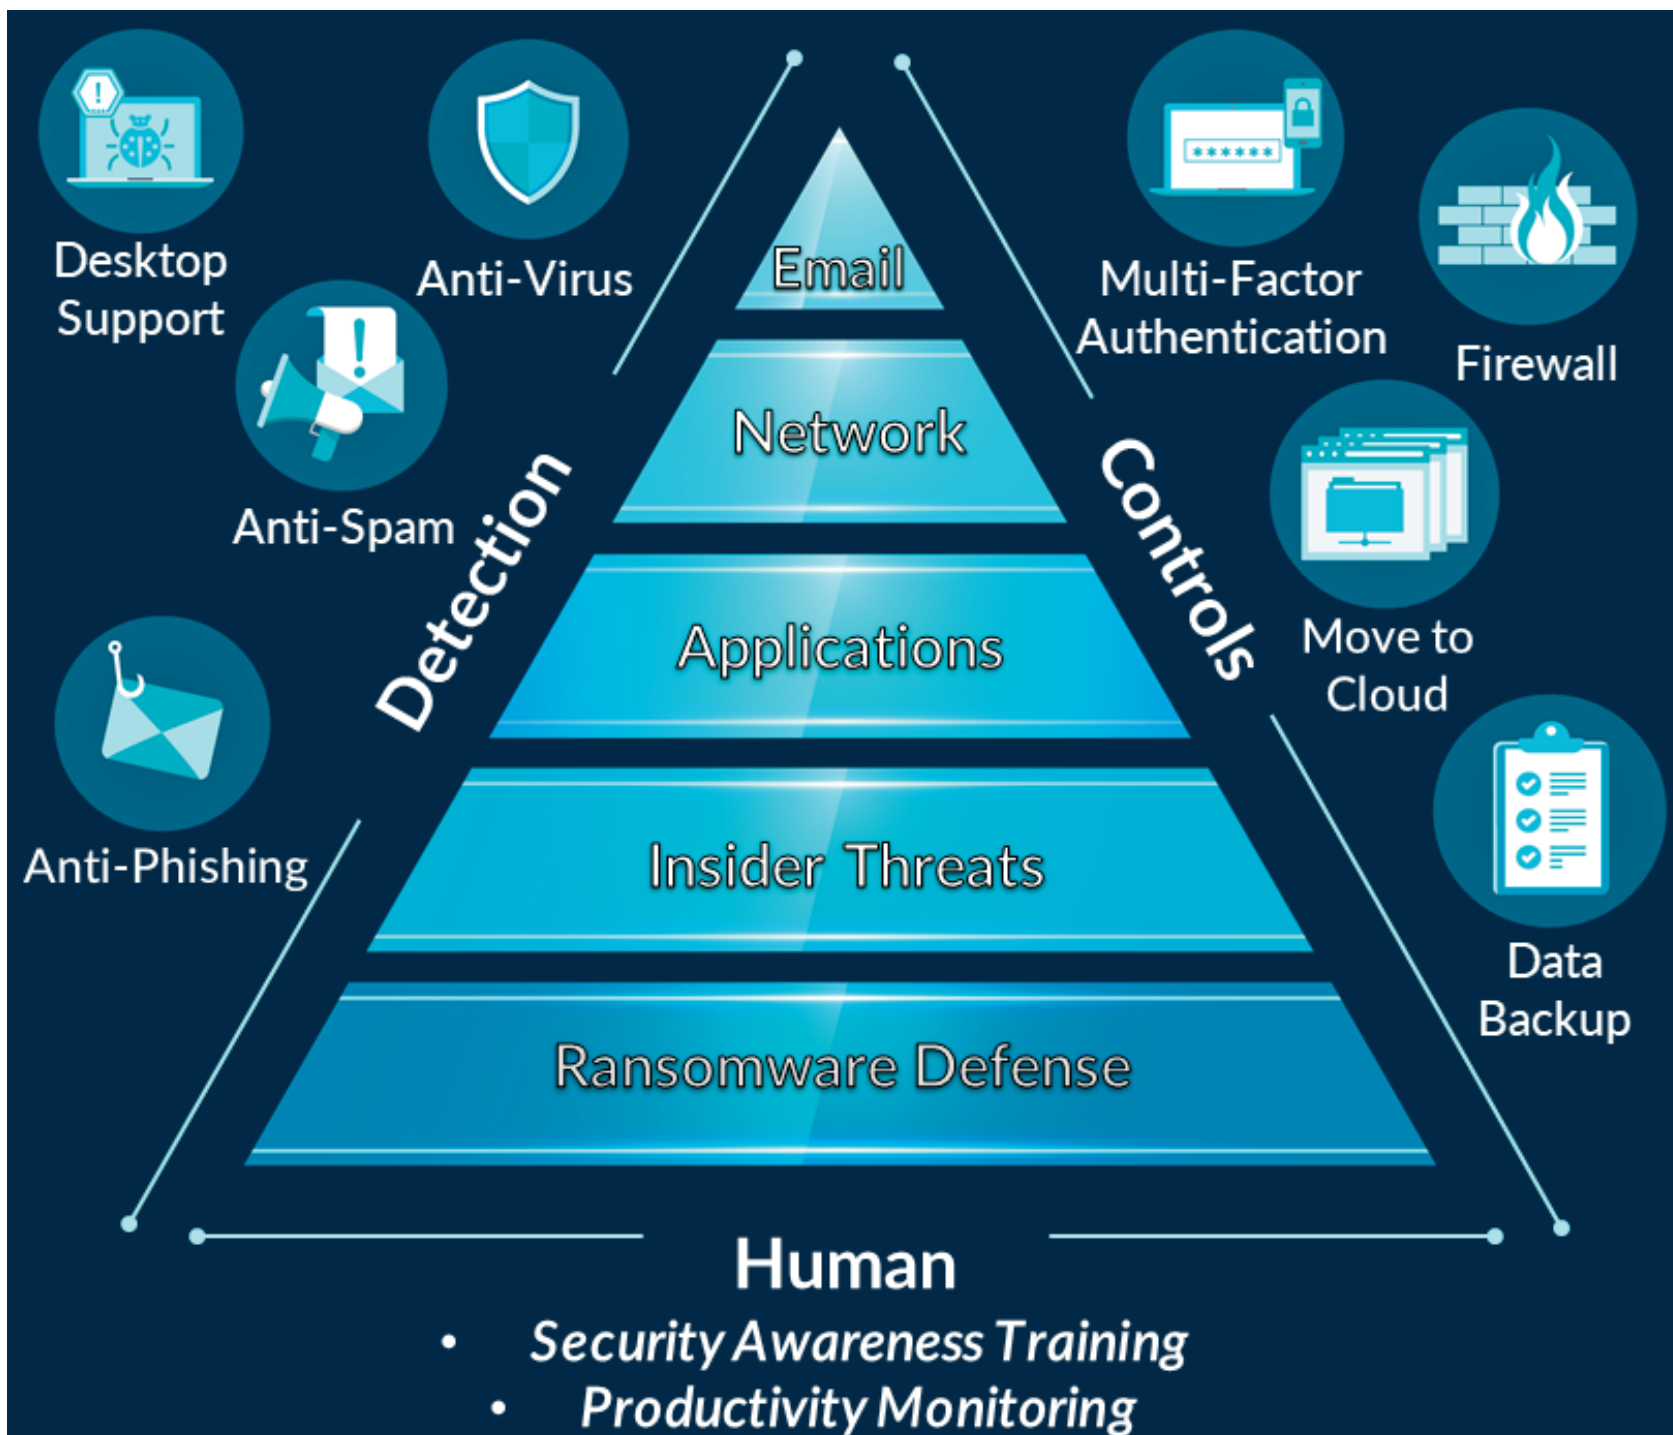 Desktop
Support
Anti-Virus
Anti-Spam
Anti-Phishing
Detection
Email
Network
Applications
Insider Threats
Ransomware Defense
Controls
Multi-Factor
Authentication
******
Firewall
Move to
Cloud
Data
Backup
Human
• Security Awareness Training
• Productivity Monitoring